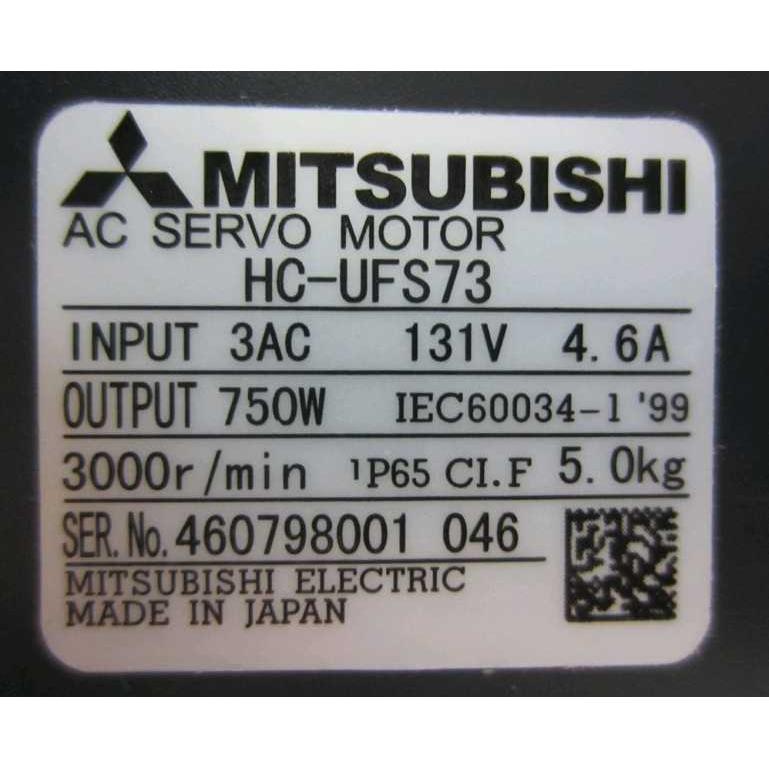 MITSUBISHI
AC SERVO MOTOR
HC-UFS73
INPUT 3AC 131V 4.6A
OUTPUT 750W IEC60034-1 '99
3000r/min IP65 CI.F 5.0kg
SER.No.460798001 046
MITSUBISHI ELECTRIC
MADE IN JAPAN